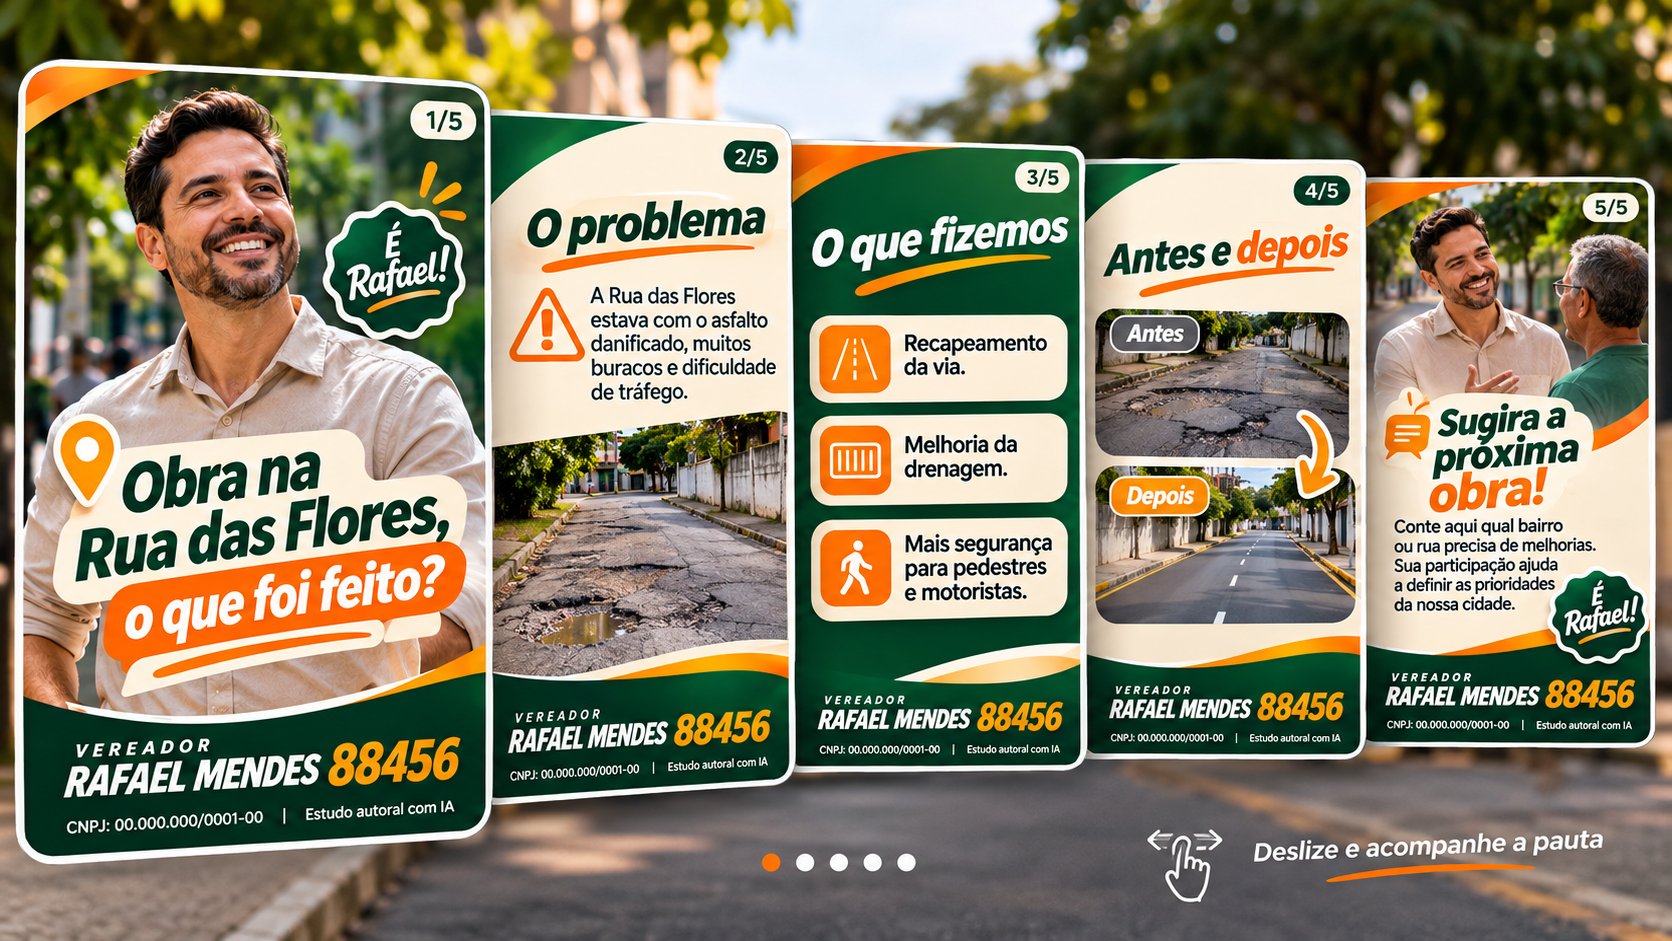 1/5
É
Rafael!
Obra na
Rua das Flores,
o que foi feito?
VEREADOR
RAFAEL MENDES 88456
CNPJ: 00.000.000/0001-00 | Estudo autoral com IA
2/5
O problema
A Rua das Flores
estava com o asfalto
danificado, muitos
buracos e dificuldade
de tráfego.
VEREADOR
RAFAEL MENDES 88456
CNPJ: 00.000.000/0001-00 | Estudo autoral com IA
3/5
O que fizemos
Recapeamento
da via.
Melhoria da
drenagem.
Mais segurança
para pedestres
e motoristas.
VEREADOR
RAFAEL MENDES 88456
CNPJ: 00.000.000/0001-00 | Estudo autoral com IA
4/5
Antes e depois
Antes
Depois
VEREADOR
RAFAEL MENDES 88456
CNPJ: 00.000.000/0001-00 | Estudo autoral com IA
5/5
Sugira a
próxima
obra!
Conte aqui qual bairro
ou rua precisa de melhorias.
Sua participação ajuda
a definir as prioridades
da nossa cidade.
É
Rafael!
VEREADOR
RAFAEL MENDES 88456
CNPJ: 00.000.000/0001-00 | Estudo autoral com IA
Deslize e acompanhe a pauta